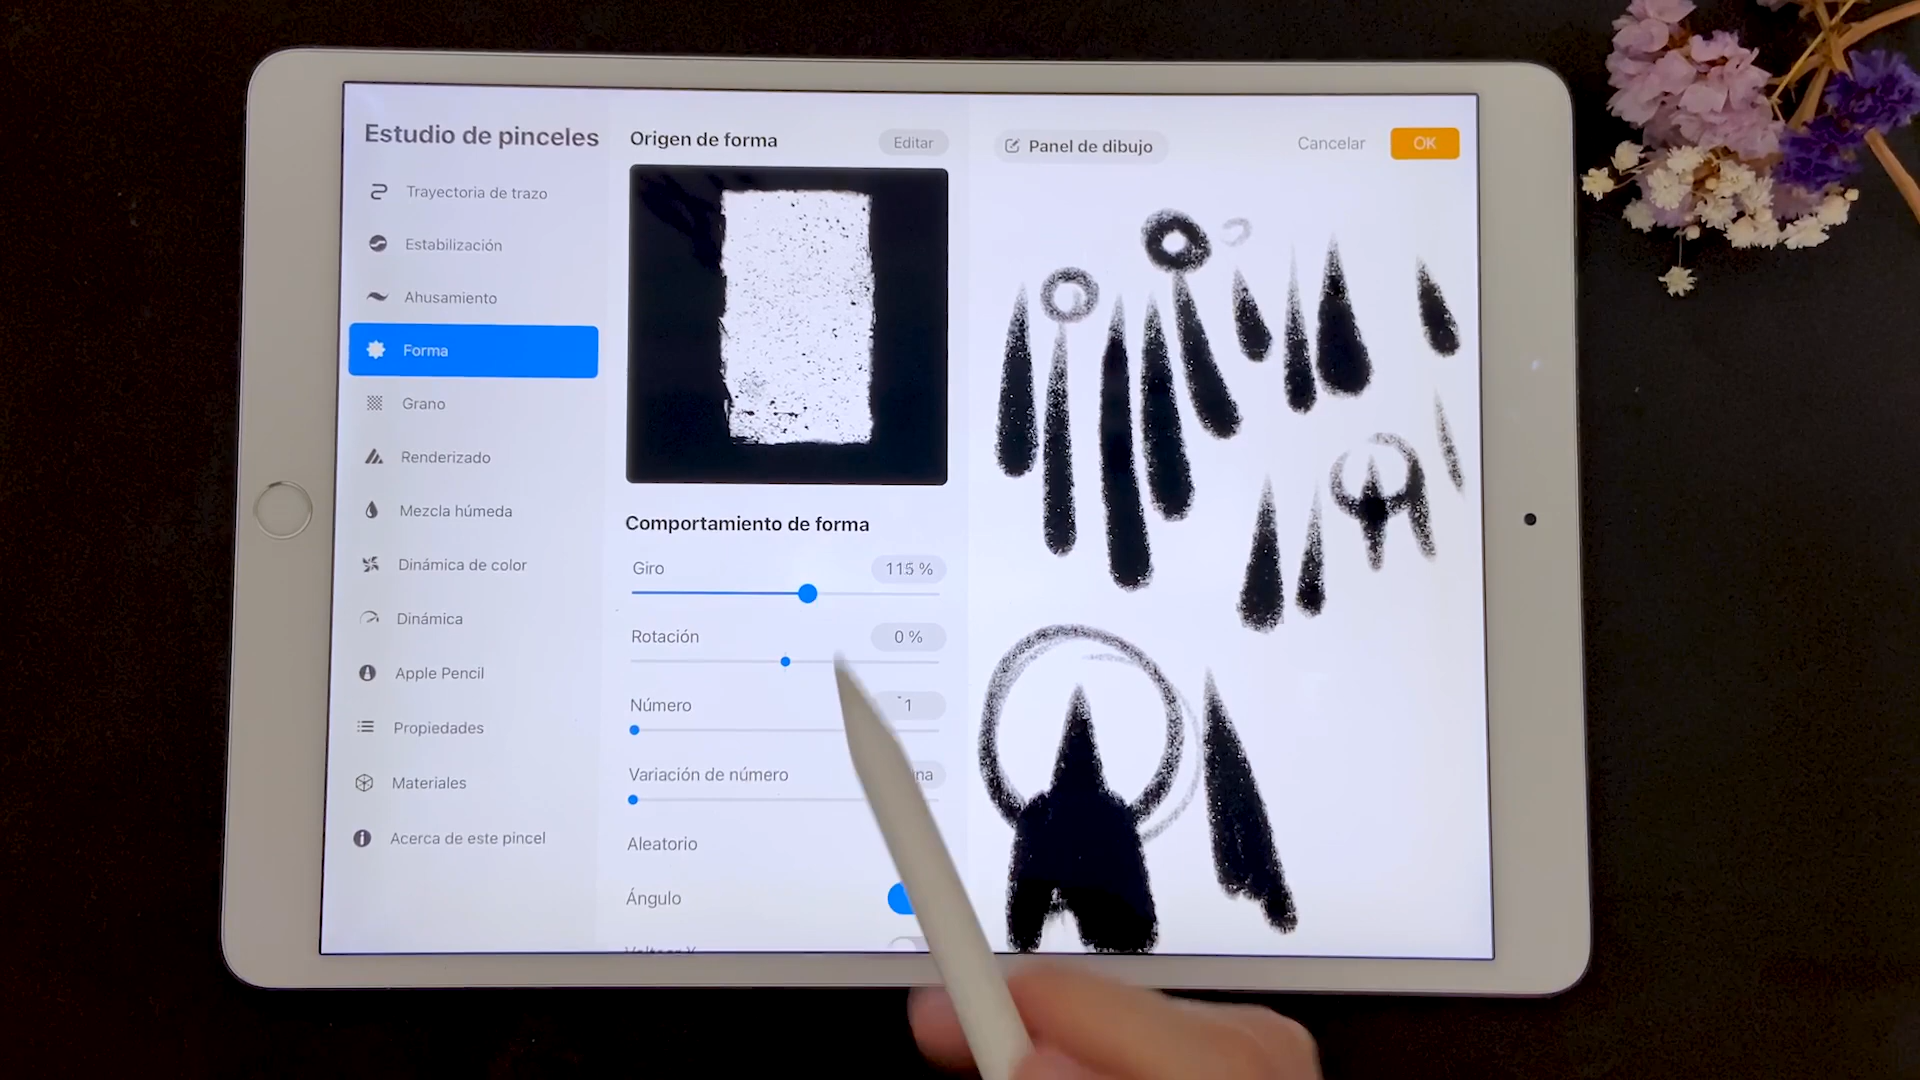 Estudio de pinceles
Trayectoria de trazo
Estabilización
Ahusamiento
Forma
Grano
Renderizado
Mezcla húmeda
Dinámica de color
Dinámica
Apple Pencil
Propiedades
Materiales
Acerca de este pincel
Origen de forma
Editar
Comportamiento de forma
Giro
115 %
Rotación
0 %
Número
1
Variación de número
Aleatorio
Ángulo
Panel de dibujo
Cancelar
OK